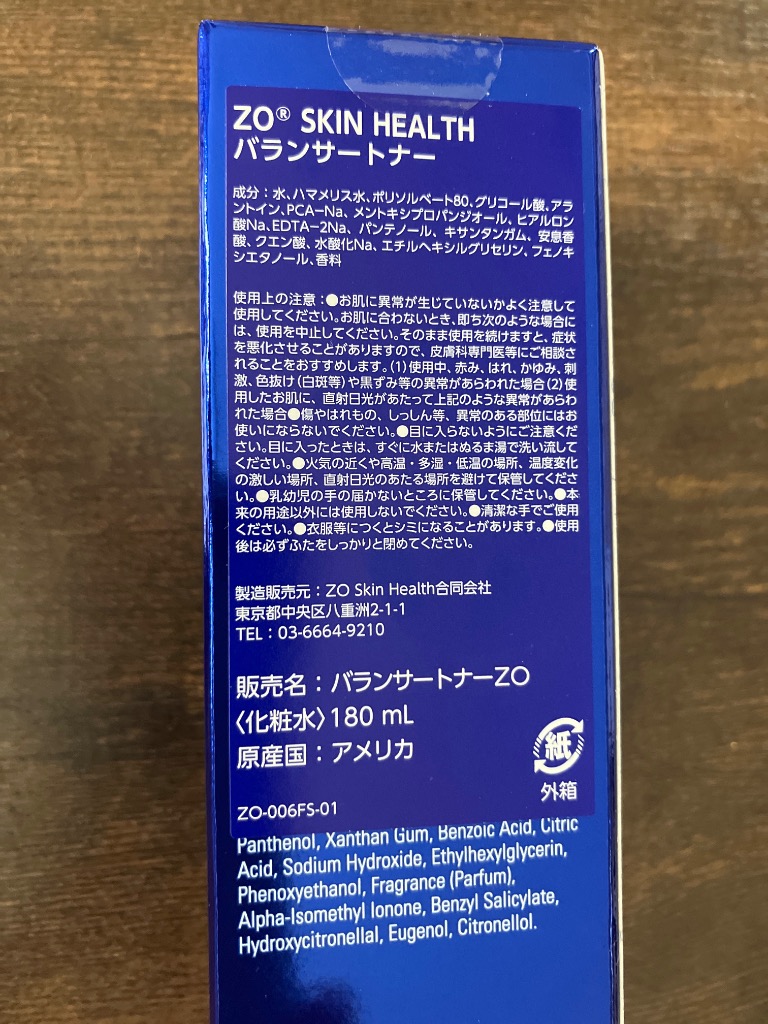 ZO® SKIN HEALTH
バランサートナー
成分：水、ハマメリス水、ポリソルベート80、グリコール酸、アラ
ントイン、PCA−Na、メントキシプロパンジオール、ヒアルロン
酸Na、EDTA−2Na、パンテノール、キサンタンガム、安息香
酸、クエン酸、水酸化Na、エチルヘキシルグリセリン、フェノキ
シエタノール、香料
使用上の注意：●お肌に異常が生じていないかよく注意して
使用してください。お肌に合わないとき、即ち次のような場合に
は、使用を中止してください。そのまま使用を続けますと、症状
を悪化させることがありますので、皮膚科専門医等にご相談さ
れることをおすすめします。(1)使用中、赤み、はれ、かゆみ、刺
激、色抜け(白斑等)や黒ずみ等の異常があらわれた場合(2)使
用したお肌に、直射日光があたって上記のような異常があらわ
れた場合●傷やはれもの、しっしん等、異常のある部位にはお
使いにならないでください。●目に入らないようにご注意くだ
さい。目に入ったときは、すぐに水またはぬるま湯で洗い流して
ください。●火気の近くや高温・多湿・低温の場所、温度変化
の激しい場所、直射日光のあたる場所を避けて保管してくださ
い。●乳幼児の手の届かないところに保管してください。●本
来の用途以外には使用しないでください。●清潔な手でご使用
ください。●衣服等につくとシミになることがあります。●使用
後は必ずふたをしっかりと閉めてください。
製造販売元：ZO Skin Health合同会社
東京都中央区八重洲2-1-1
TEL：03-6664-9210
販売名：バランサートナーZO
〈化粧水〉180 mL
原産国：アメリカ
紙
外箱
ZO-006FS-01
Panthenol, Xanthan Gum, Benzoic Acid, Citric
Acid, Sodium Hydroxide, Ethylhexylglycerin,
Phenoxyethanol, Fragrance (Parfum),
Alpha-Isomethyl Ionone, Benzyl Salicylate,
Hydroxycitronellal, Eugenol, Citronellol.